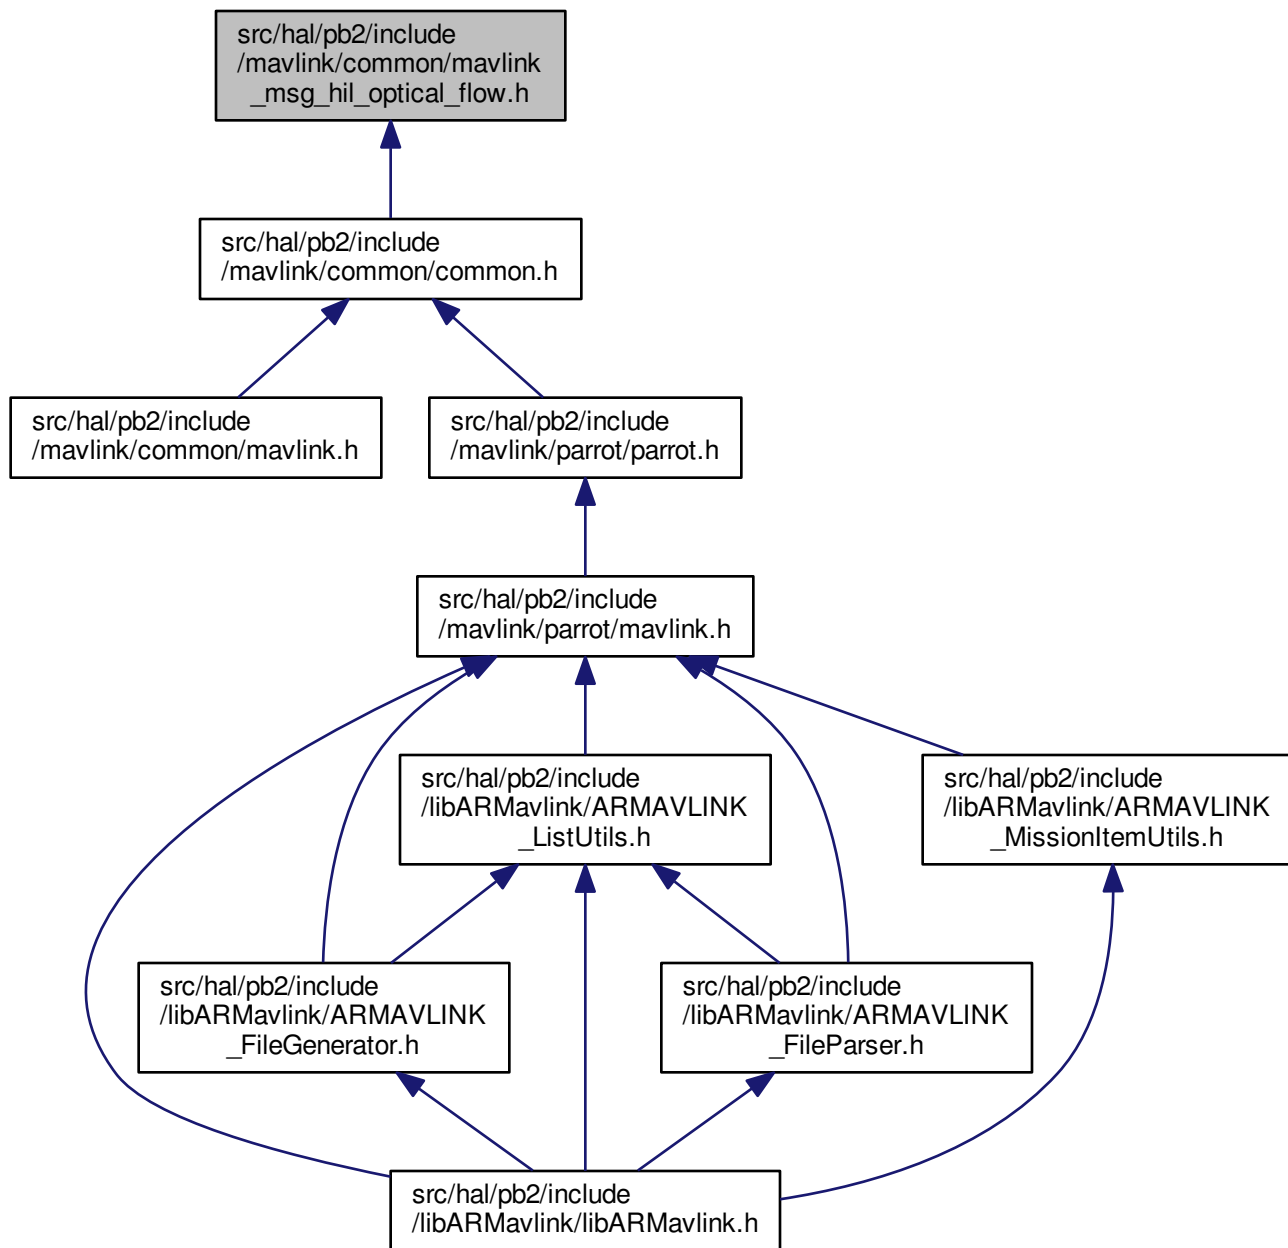 src/hal/pb2/include
/mavlink/common/mavlink
_msg_hil_optical_flow.h
src/hal/pb2/include
/mavlink/common/common.h
src/hal/pb2/include
/mavlink/common/mavlink.h
src/hal/pb2/include
/mavlink/parrot/parrot.h
src/hal/pb2/include
/mavlink/parrot/mavlink.h
src/hal/pb2/include
/libARMavlink/ARMAVLINK
_ListUtils.h
src/hal/pb2/include
/libARMavlink/ARMAVLINK
_MissionItemUtils.h
src/hal/pb2/include
/libARMavlink/ARMAVLINK
_FileGenerator.h
src/hal/pb2/include
/libARMavlink/ARMAVLINK
_FileParser.h
src/hal/pb2/include
/libARMavlink/libARMavlink.h